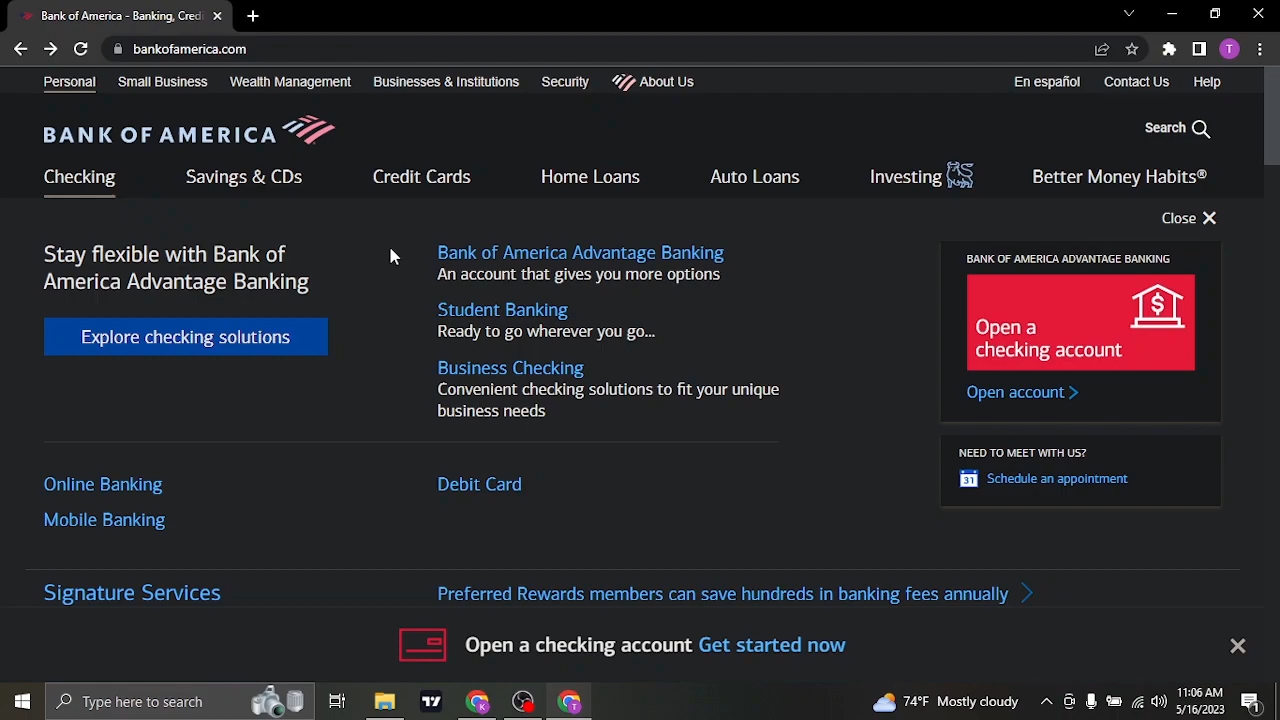 Bank of America - Banking, Cred
bankofamerica.com
T
Personal Small Business Wealth Management Businesses & Institutions Security About Us En español Contact Us Help
BANK OF AMERICA
Search
Checking Savings & CDs Credit Cards Home Loans Auto Loans Investing Better Money Habits®
Close
Stay flexible with Bank of
America Advantage Banking
Explore checking solutions
Bank of America Advantage Banking
An account that gives you more options
Student Banking
Ready to go wherever you go...
Business Checking
Convenient checking solutions to fit your unique
business needs
BANK OF AMERICA ADVANTAGE BANKING
Open a
checking account
$
Open account
NEED TO MEET WITH US?
31 Schedule an appointment
Online Banking Debit Card
Mobile Banking
Signature Services Preferred Rewards members can save hundreds in banking fees annually
Open a checking account Get started now
Type here to search
K
T
74°F Mostly cloudy
11:06 AM
5/16/2023
1